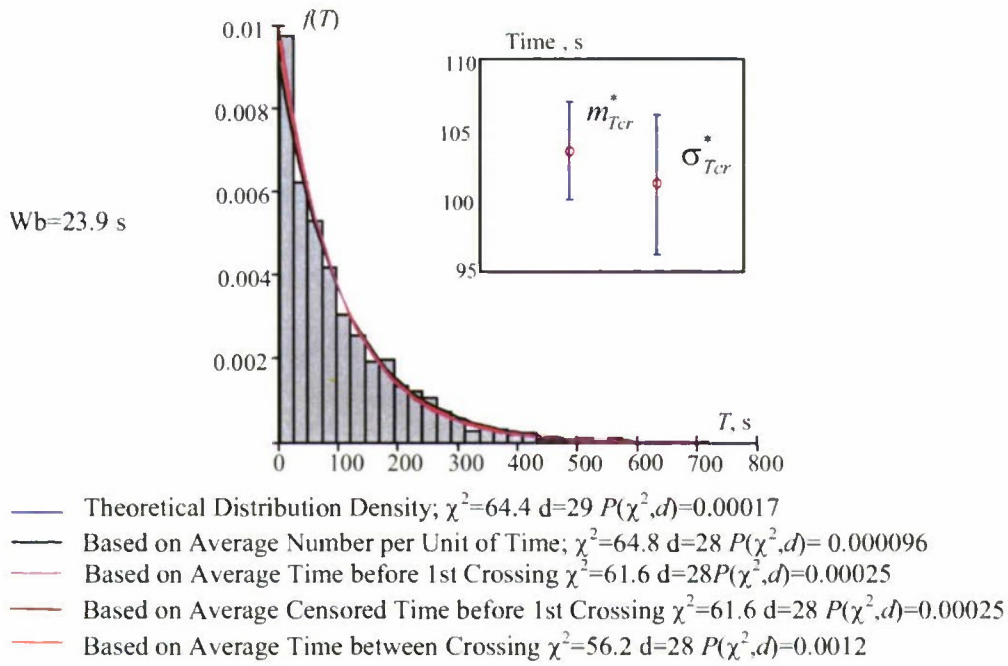 f(T)
0.01
0.008
0.006
0.004
0.002
Wb=23.9 s
Time , s
110
105
100
95
m*Tcr
σ*Tcr
T, s
0 100 200 300 400 500 600 700 800
Theoretical Distribution Density; χ²=64.4 d=29 P(χ²,d)=0.00017
Based on Average Number per Unit of Time; χ²=64.8 d=28 P(χ²,d)= 0.000096
Based on Average Time before 1st Crossing χ²=61.6 d=28P(χ²,d)=0.00025
Based on Average Censored Time before 1st Crossing χ²=61.6 d=28 P(χ²,d)=0.00025
Based on Average Time between Crossing χ²=56.2 d=28 P(χ²,d)=0.0012